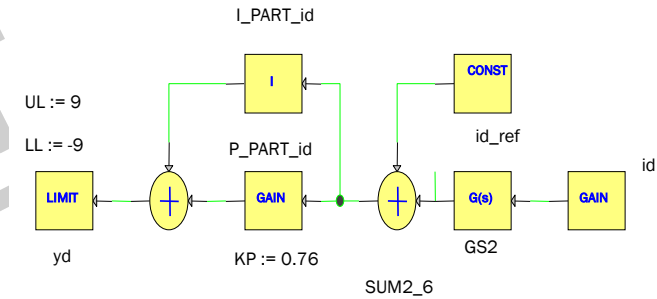 I_PART_id
I
CONST
UL := 9
id_ref
LL := -9
P_PART_id
id
LIMIT
GAIN
G(s)
GAIN
yd
KP := 0.76
GS2
SUM2_6